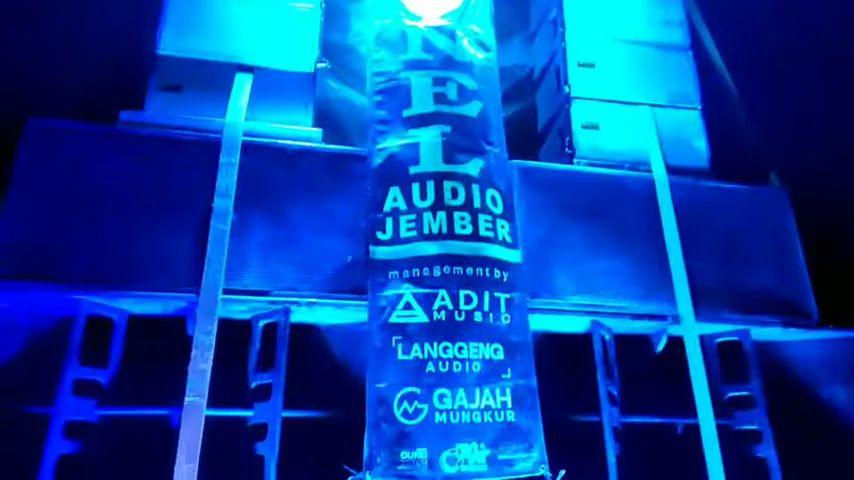 N
E
L
AUDIO
JEMBER
management by
ADIT
MUSIC
LANGGENG
AUDIO
GAJAH
MUNGKUR